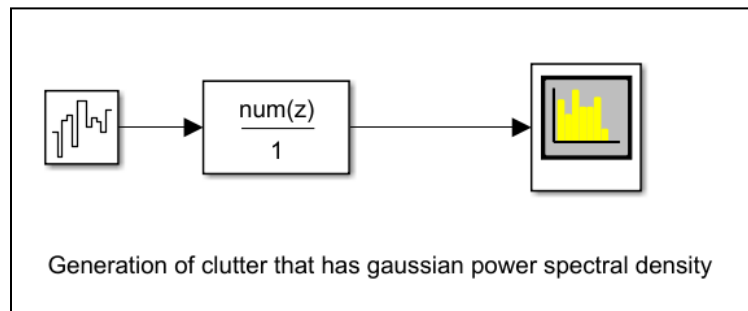 num(z)
1
Generation of clutter that has gaussian power spectral density